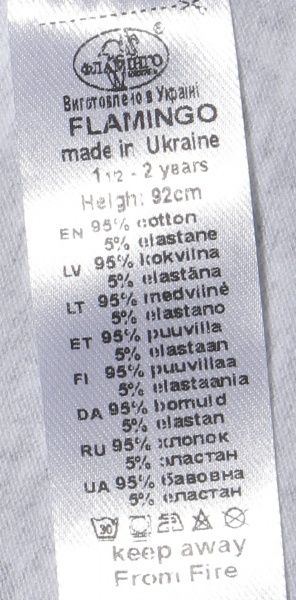 ФЛАМІНГО
Виготовлено в Україні
FLAMINGO
made in Ukraine
1 1/2 - 2 years
Height 92cm
EN 95% cotton
5% elastane
LV 95% kokvilna
5% elastāna
LT 95% medvilnė
5% elastano
ET 95% puuvilla
5% elastaan
FI 95% puuvillaa
5% elastaania
DA 95% bomuld
5% elastan
RU 95% хлопок
5% эластан
UA 95% бавовна
5% еластан
30
keep away
From Fire